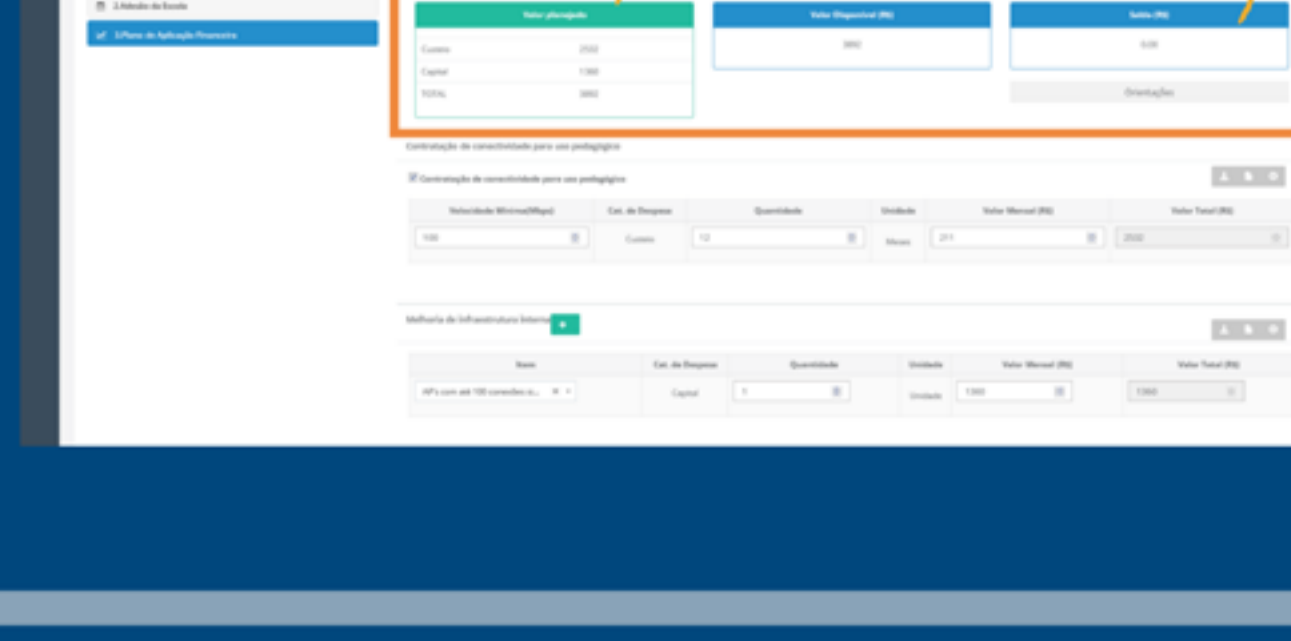 2.Adesão da Escola
3.Plano de Aplicação Financeira
Valor planejado
Valor Disponível (R$)
Saldo (R$)
Custeio 2532
3892
0,00
Capital 1360
TOTAL 3892
Orientações
Contratação de conectividade para uso pedagógico
Contratação de conectividade para uso pedagógico
Velocidade Mínima(Mbps) Cat. de Despesa Quantidade Unidade Valor Mensal (R$) Valor Total (R$)
100 Custeio 12 Meses 211 2532
Melhoria de infraestrutura Interna
+
Item Cat. de Despesa Quantidade Unidade Valor Mensal (R$) Valor Total (R$)
AP's com até 100 conexões s... Capital 1 Unidade 1360 1360